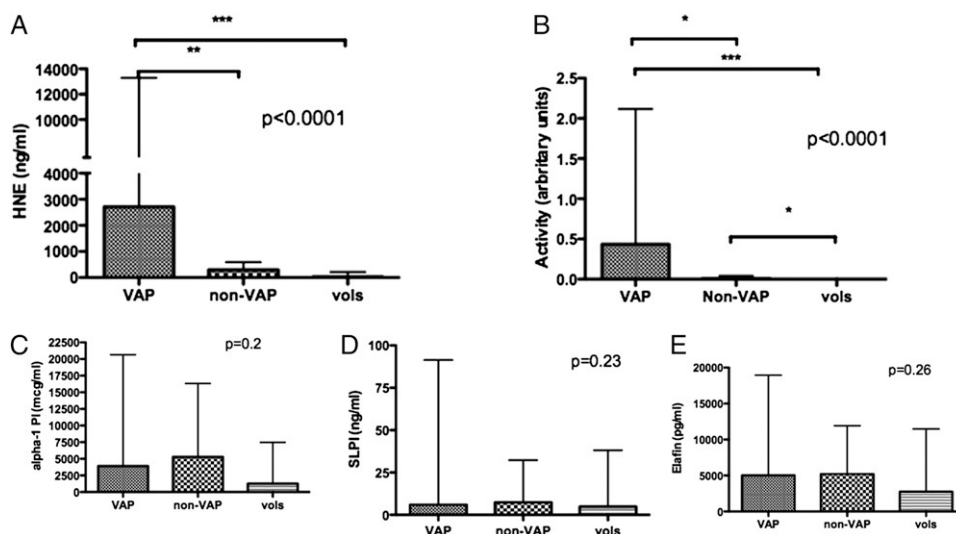 A
***
**
14000
12000
10000
p<0.0001
HNE (ng/ml)
4000
3000
2000
1000
0
VAP non-VAP vols
B
*
***
2.5
2.0
1.5
1.0
0.5
0.0
p<0.0001
*
Activity (arbritary units)
VAP Non-VAP vols
C
p=0.2
22500
20000
17500
15000
12500
10000
7500
5000
2500
0
alpha-1 PI (mcg/ml)
VAP non-VAP vols
D
p=0.23
100
75
50
25
0
SLPI (ng/ml)
VAP non-VAP vols
E
p=0.26
20000
15000
10000
5000
0
Elafin (pg/ml)
VAP non-VAP vols